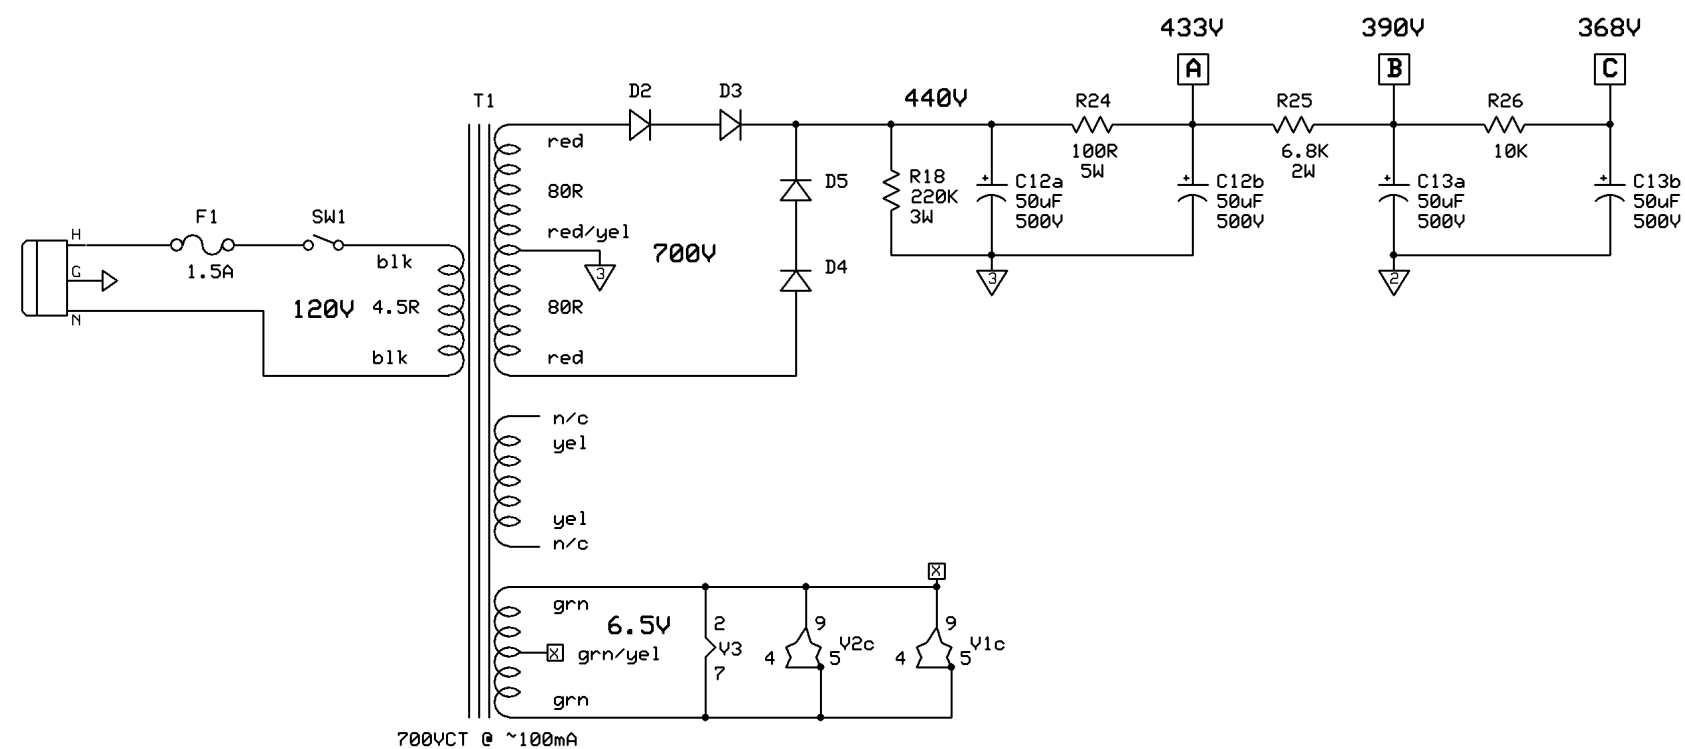 433V
390V
368V
A
B
C
T1
D2
D3
440V
R24
100R
5W
R25
6.8K
2W
R26
10K
red
80R
red/yel
3
80R
red
700V
D5
D4
R18
220K
3W
C12a
50uF
500V
C12b
50uF
500V
C13a
50uF
500V
C13b
50uF
500V
+
+
+
+
3
2
H
G
N
F1
1.5A
SW1
blk
120V
4.5R
blk
n/c
yel
yel
n/c
grn
6.5V
X
grn/yel
grn
X
2
V3
7
9
V2c
4
5
9
V1c
4
5
700VCT @ ~100mA